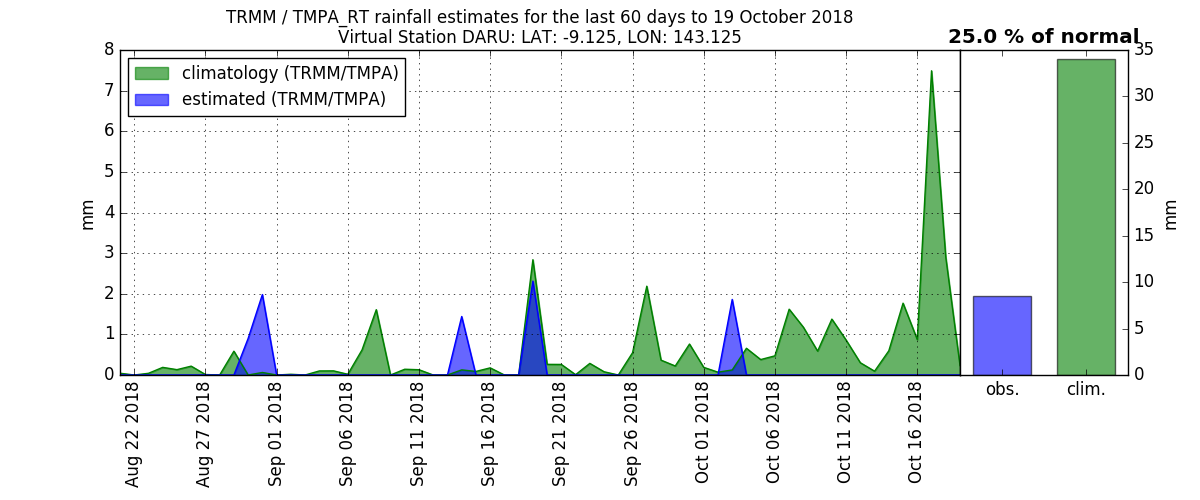 TRMM / TMPA_RT rainfall estimates for the last 60 days to 19 October 2018
Virtual Station DARU: LAT: -9.125, LON: 143.125
25.0 % of normal
climatology (TRMM/TMPA)
estimated (TRMM/TMPA)
mm
8
7
6
5
4
3
2
1
0
Aug 22 2018
Aug 27 2018
Sep 01 2018
Sep 06 2018
Sep 11 2018
Sep 16 2018
Sep 21 2018
Sep 26 2018
Oct 01 2018
Oct 06 2018
Oct 11 2018
Oct 16 2018
obs.
clim.
35
30
25
20
15
10
5
0
mm